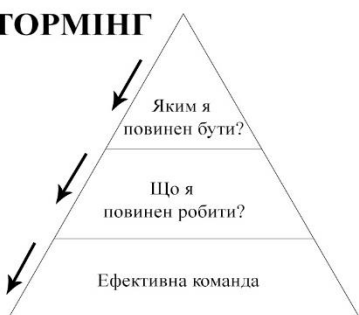 ТОРМІНГ
Яким я
повинен бути?
Що я
повинен робити?
Ефективна команда